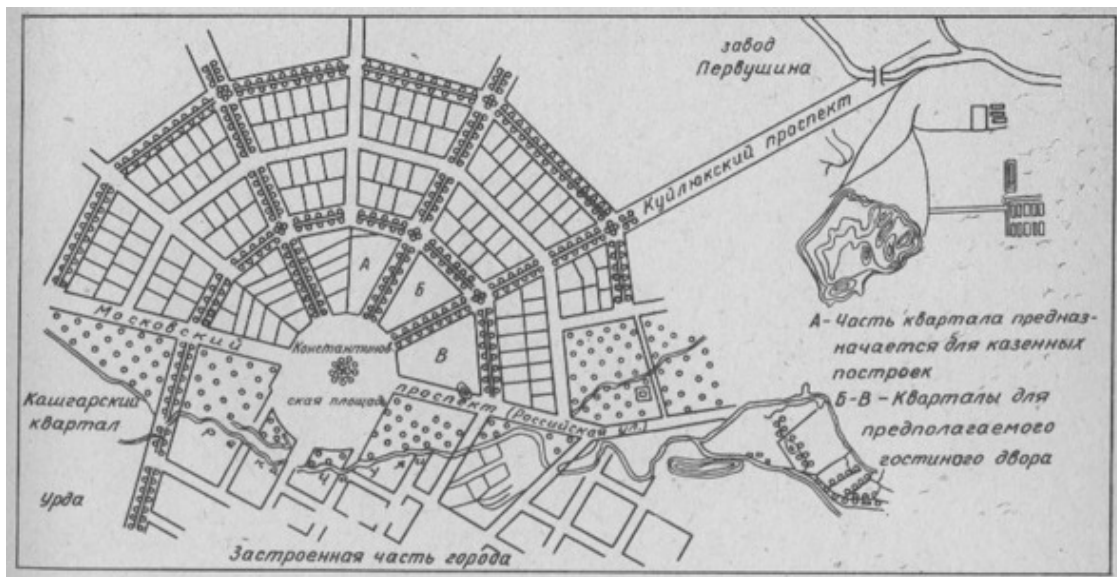 завод
Первушина
Куйлюкский проспект
А
Б
В
Московский
Константинов
ская площадь
проспект (Российская ул.)
Кашгарский
квартал
Урда
Застроенная часть города
А-Часть квартала предназ-
начается для казенных
построек
Б-В-Кварталы для
предполагаемого
гостиного двора